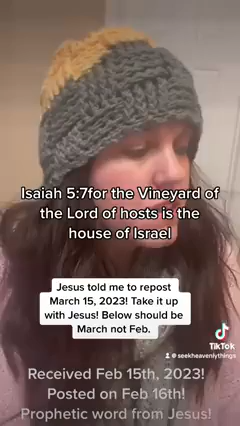 Isaiah 5:7for the Vineyard of
the Lord of hosts is the
house of Israel
Jesus told me to repost
March 15, 2023! Take it up
with Jesus! Below should be
March not Feb.
TikTok
@ seekheavenlythings
Received Feb 15th, 2023!
Posted on Feb 16th!
Prophetic word from Jesus!